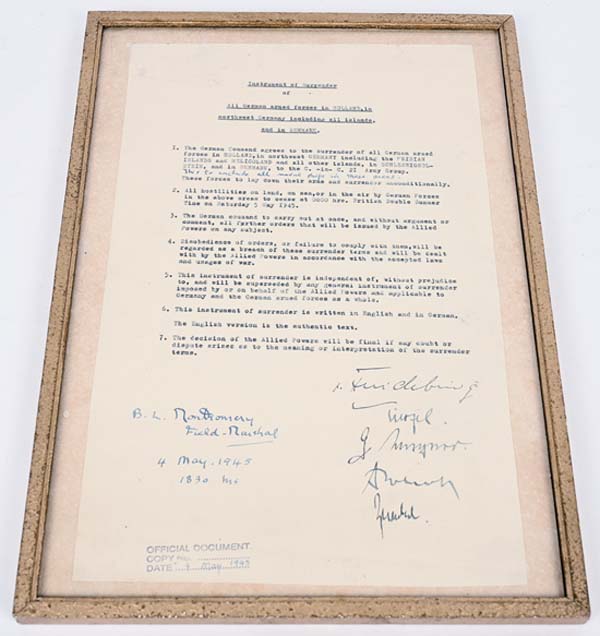 Instrument of Surrender
of
All German armed forces in HOLLAND, in
northwest Germany including all islands,
and in DENMARK.
1. The German Command agrees to the surrender of all German armed
forces in HOLLAND, in northwest GERMANY including the FRISIAN
ISLANDS and HELIGOLAND and all other islands, in SCHLESWIG-HOL-
STEIN, and in DENMARK, to the C.-in-C. 21 Army Group.
This to include all naval ships in these areas.
These forces to lay down their arms and surrender unconditionally.
2. All hostilities on land, on sea, or in the air by German forces
in the above areas to cease at 0800 hrs. British Double Summer
Time on Saturday 5 May 1945.
3. The German command to carry out at once, and without argument or
comment, all further orders that will be issued by the Allied
Powers on any subject.
4. Disobedience of orders, or failure to comply with them, will be
regarded as a breach of these surrender terms and will be dealt
with by the Allied Powers in accordance with the accepted laws
and usages of war.
5. This instrument of surrender is independent of, without prejudice
to, and will be superseded by any general instrument of surrender
imposed by or on behalf of the Allied Powers and applicable to
Germany and the German armed forces as a whole.
6. This instrument of surrender is written in English and in German.
The English version is the authentic text.
7. The decision of the Allied Powers will be final if any doubt or
dispute arises as to the meaning or interpretation of the surrender
terms.
B. L. Montgomery
Field-Marshal
4 May. 1945
1830 hrs
OFFICIAL DOCUMENT.
COPY No.
DATE May 1945